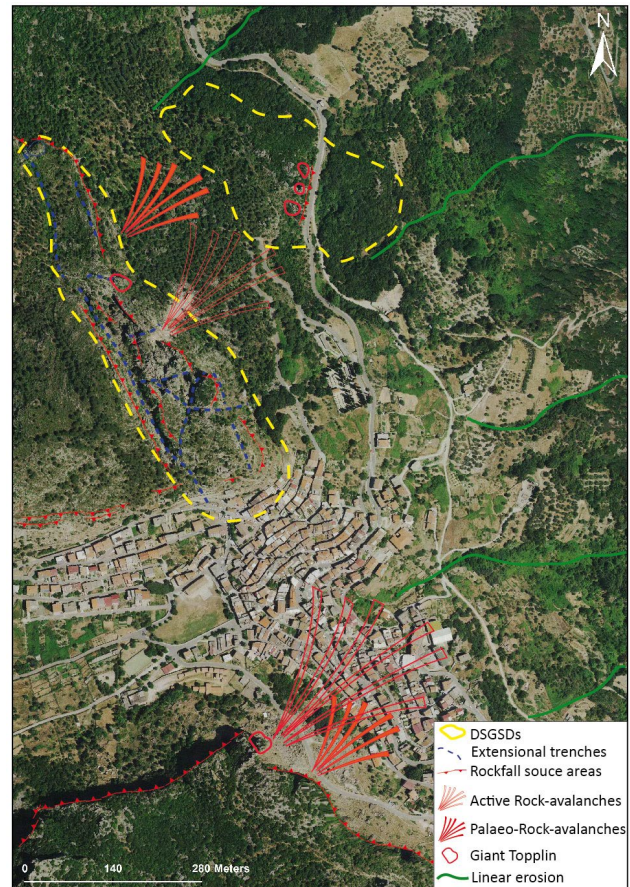 N
DSGSDs
Extensional trenches
Rockfall souce areas
Active Rock-avalanches
Palaeo-Rock-avalanches
Giant Topplin
Linear erosion
0 140 280 Meters